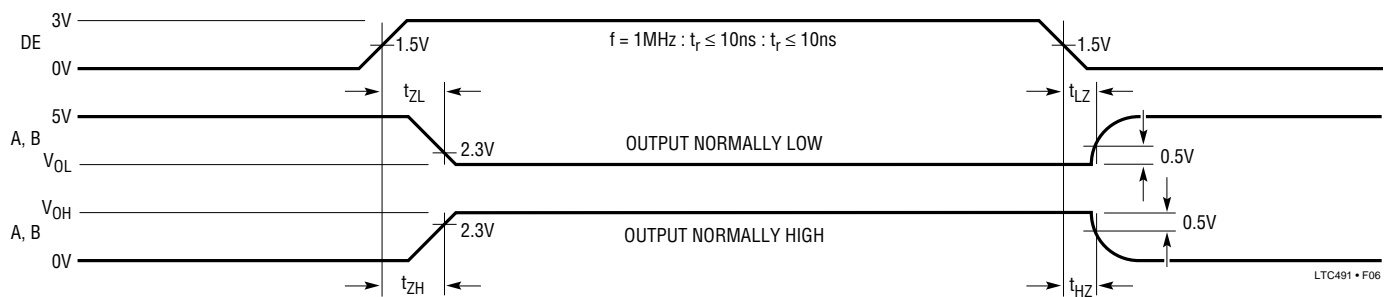 3V
DE
0V
1.5V
f = 1MHz : tr ≤ 10ns : tr ≤ 10ns
1.5V
tZL
tLZ
5V
A, B
VOL
2.3V
OUTPUT NORMALLY LOW
0.5V
VOH
A, B
0V
2.3V
OUTPUT NORMALLY HIGH
0.5V
tZH
tHZ
LTC491 • F06